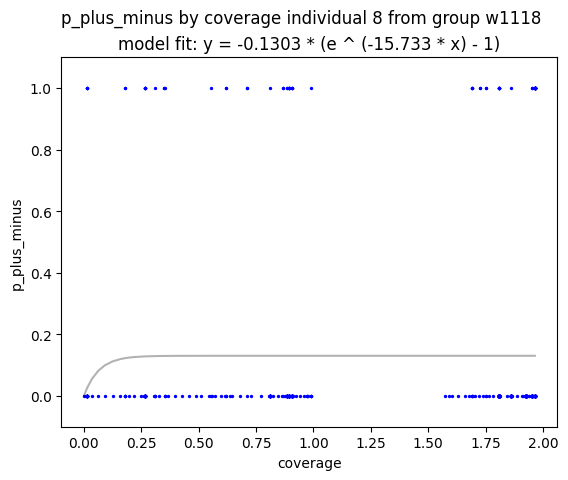 p_plus_minus by coverage individual 8 from group w1118
model fit: y = -0.1303 * (e ^ (-15.733 * x) - 1)
1.0
0.8
0.6
0.4
0.2
0.0
p_plus_minus
0.00 0.25 0.50 0.75 1.00 1.25 1.50 1.75 2.00
coverage